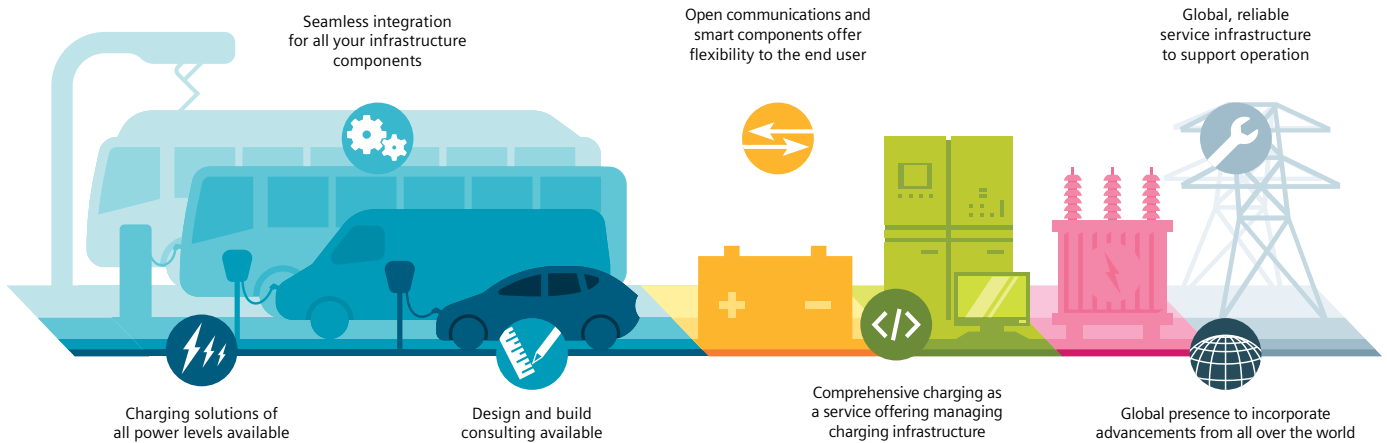 Seamless integration
for all your infrastructure
components
Open communications and
smart components offer
flexibility to the end user
Global, reliable
service infrastructure
to support operation
Charging solutions of
all power levels available
Design and build
consulting available
Comprehensive charging as
a service offering managing
charging infrastructure
Global presence to incorporate
advancements from all over the world